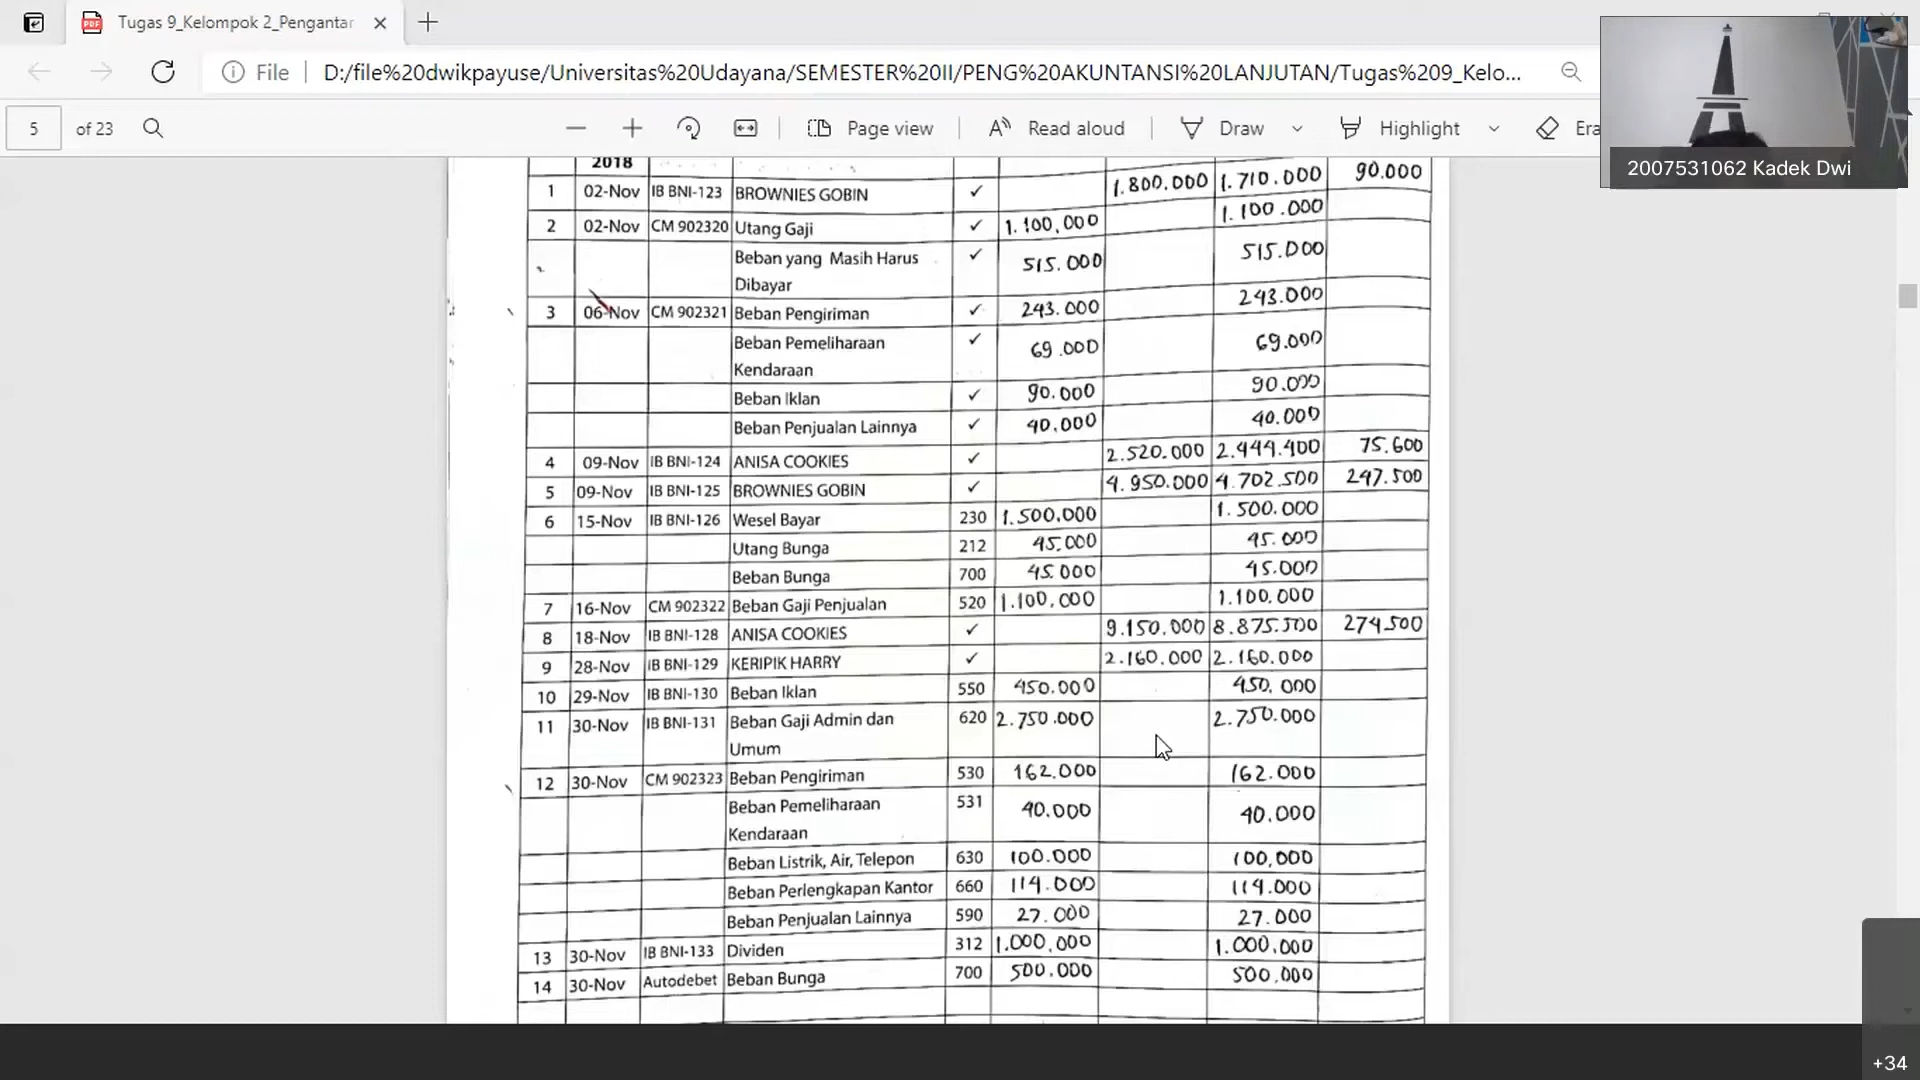 Tugas 9_Kelompok 2_Pengantar
File D:/file%20dwikpayuse/Universitas%20Udayana/SEMESTER%20II/PENG%20AKUNTANSI%20LANJUTAN/Tugas%209_Kelo...
5 of 23 Page view Read aloud Draw Highlight Era
2007531062 Kadek Dwi
2018
1 02-Nov IB BNI-123 BROWNIES GOBIN ✓ 1.800.000 1.710.000 90.000
2 02-Nov CM 902320 Utang Gaji ✓ 1.100,000 1.100.000
Beban yang Masih Harus ✓ 515.000 515.000
Dibayar
3 06-Nov CM 902321 Beban Pengiriman ✓ 243.000 243.000
Beban Pemeliharaan ✓ 69.000 69.000
Kendaraan
Beban Iklan ✓ 90.000 90.000
Beban Penjualan Lainnya ✓ 40.000 40.000
4 09-Nov IB BNI-124 ANISA COOKIES ✓ 2.520.000 2.444.400 75.600
5 09-Nov IB BNI-125 BROWNIES GOBIN ✓ 4.950.000 4.702.500 247.500
6 15-Nov IB BNI-126 Wesel Bayar 230 1.500.000 1.500.000
Utang Bunga 212 45.000 45.000
Beban Bunga 700 45.000 45.000
7 16-Nov CM 902322 Beban Gaji Penjualan 520 1.100.000 1.100.000
8 18-Nov IB BNI-128 ANISA COOKIES ✓ 9.150.000 8.875.500 274.500
9 28-Nov IB BNI-129 KERIPIK HARRY ✓ 2.160.000 2.160.000
10 29-Nov IB BNI-130 Beban Iklan 550 450.000 450.000
11 30-Nov IB BNI-131 Beban Gaji Admin dan 620 2.750.000 2.750.000
Umum
12 30-Nov CM 902323 Beban Pengiriman 530 162.000 162.000
Beban Pemeliharaan 531 40.000 40.000
Kendaraan
Beban Listrik, Air, Telepon 630 100.000 100,000
Beban Perlengkapan Kantor 660 114.000 114.000
Beban Penjualan Lainnya 590 27.000 27.000
13 30-Nov IB BNI-133 Dividen 312 1.000.000 1.000.000
14 30-Nov Autodebet Beban Bunga 700 500.000 500.000
+34